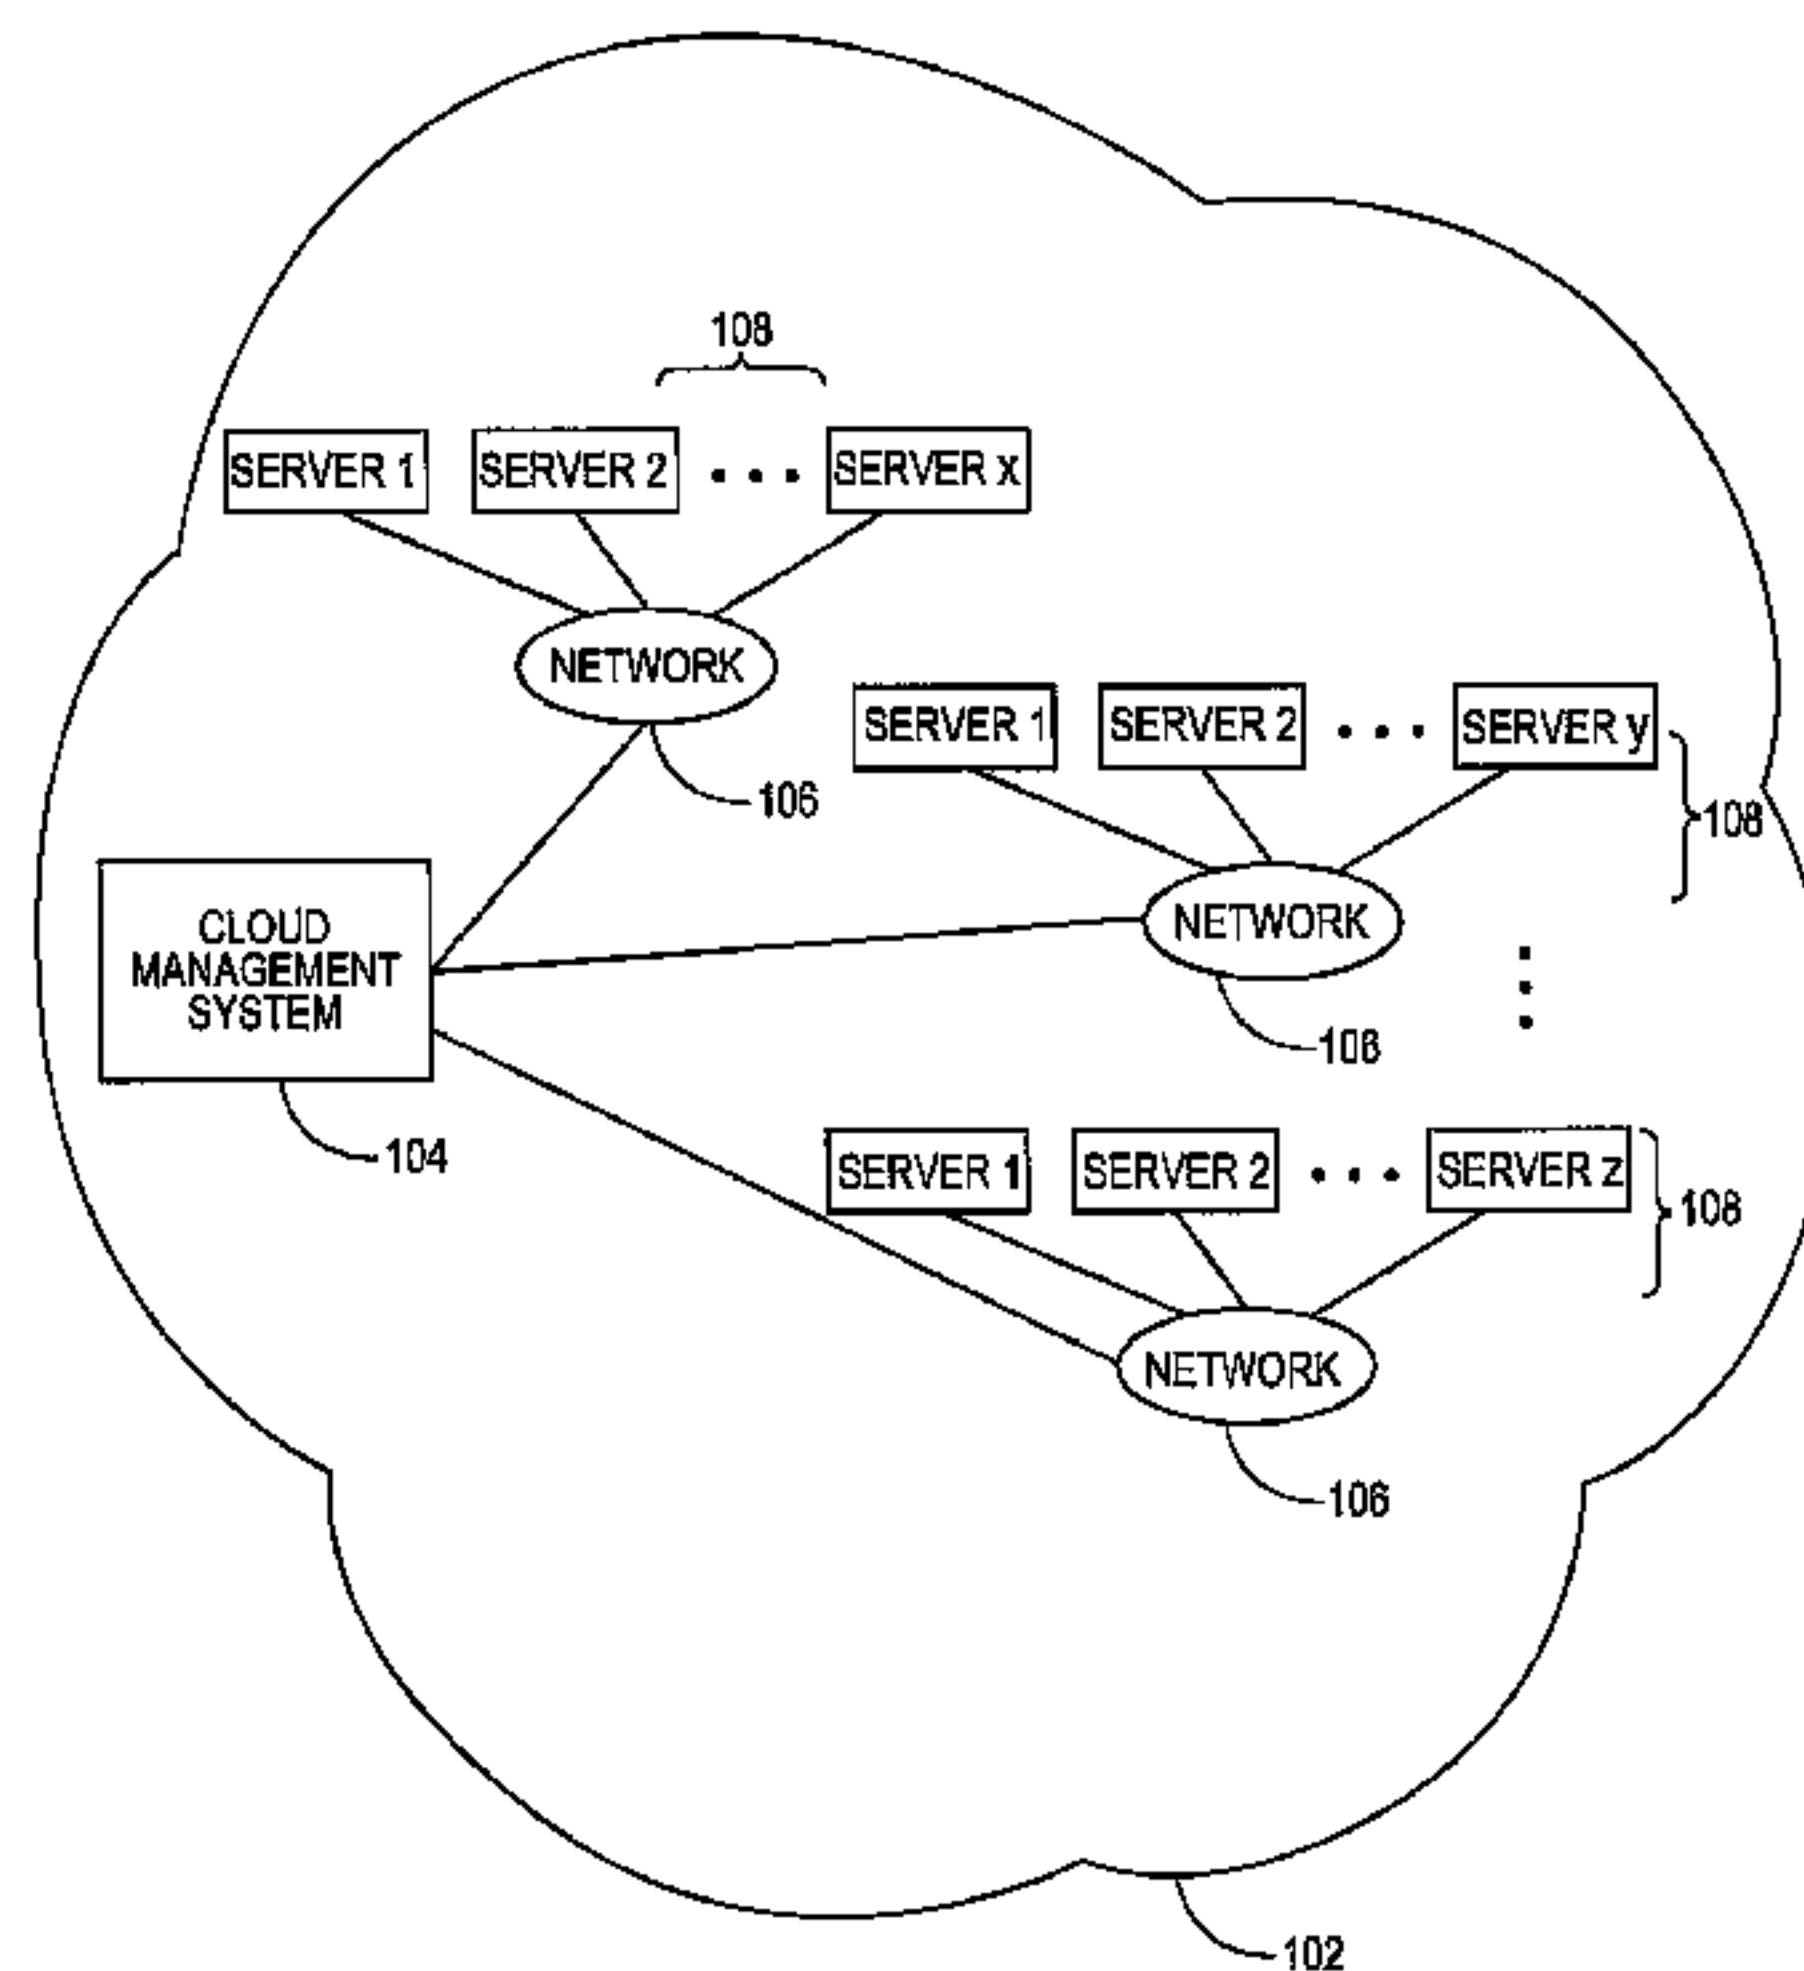 108
SERVER 1 SERVER 2 • • • SERVER x
NETWORK
106
SERVER 1 SERVER 2 • • • SERVER y
108
NETWORK
106
CLOUD
MANAGEMENT
SYSTEM
104
SERVER 1 SERVER 2 • • • SERVER z
108
NETWORK
106
102